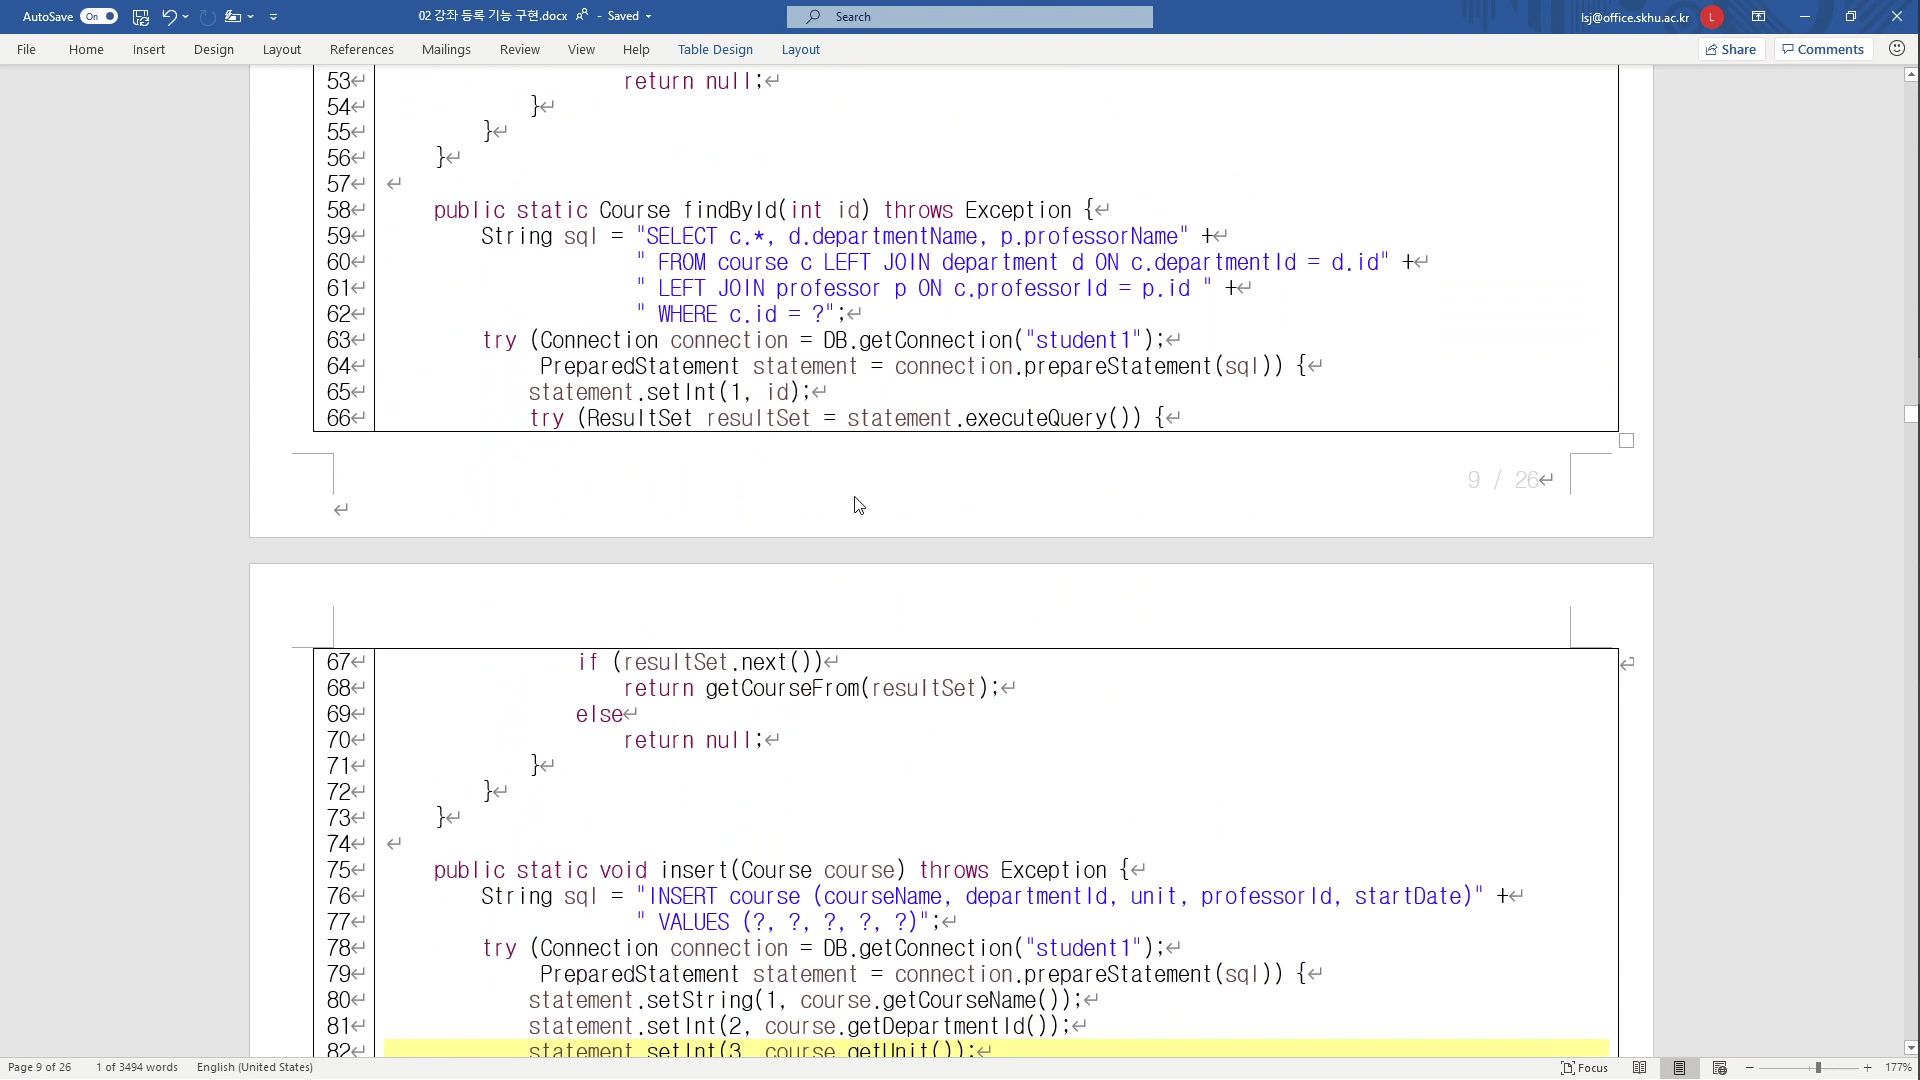 AutoSave On 02 강좌 등록 기능 구현.docx - Saved Search lsj@office.skhu.ac.kr L
File Home Insert Design Layout References Mailings Review View Help Table Design Layout Share Comments
53 return null;
54 }
55 }
56 }
57
58 public static Course findById(int id) throws Exception {
59 String sql = "SELECT c.*, d.departmentName, p.professorName" +
60 " FROM course c LEFT JOIN department d ON c.departmentId = d.id" +
61 " LEFT JOIN professor p ON c.professorId = p.id " +
62 " WHERE c.id = ?";
63 try (Connection connection = DB.getConnection("student1");
64 PreparedStatement statement = connection.prepareStatement(sql)) {
65 statement.setInt(1, id);
66 try (ResultSet resultSet = statement.executeQuery()) {
9 / 26
67 if (resultSet.next())
68 return getCourseFrom(resultSet);
69 else
70 return null;
71 }
72 }
73 }
74
75 public static void insert(Course course) throws Exception {
76 String sql = "INSERT course (courseName, departmentId, unit, professorId, startDate)" +
77 " VALUES (?, ?, ?, ?, ?)";
78 try (Connection connection = DB.getConnection("student1");
79 PreparedStatement statement = connection.prepareStatement(sql)) {
80 statement.setString(1, course.getCourseName());
81 statement.setInt(2, course.getDepartmentId());
82 statement.setInt(3, course.getUnit());
Page 9 of 26 1 of 3494 words English (United States) Focus 177%